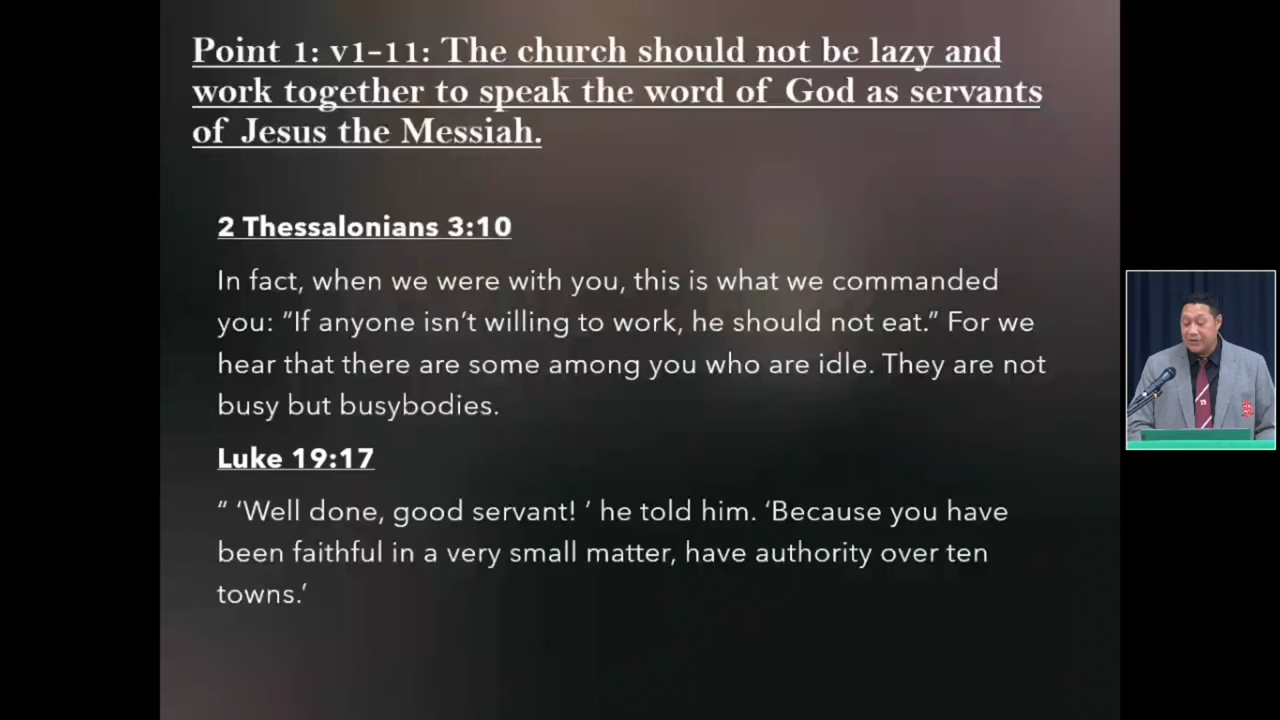 Point 1: v1-11: The church should not be lazy and
work together to speak the word of God as servants
of Jesus the Messiah.
2 Thessalonians 3:10
In fact, when we were with you, this is what we commanded
you: “If anyone isn’t willing to work, he should not eat.” For we
hear that there are some among you who are idle. They are not
busy but busybodies.
Luke 19:17
“ ‘Well done, good servant! ’ he told him. ‘Because you have
been faithful in a very small matter, have authority over ten
towns.’